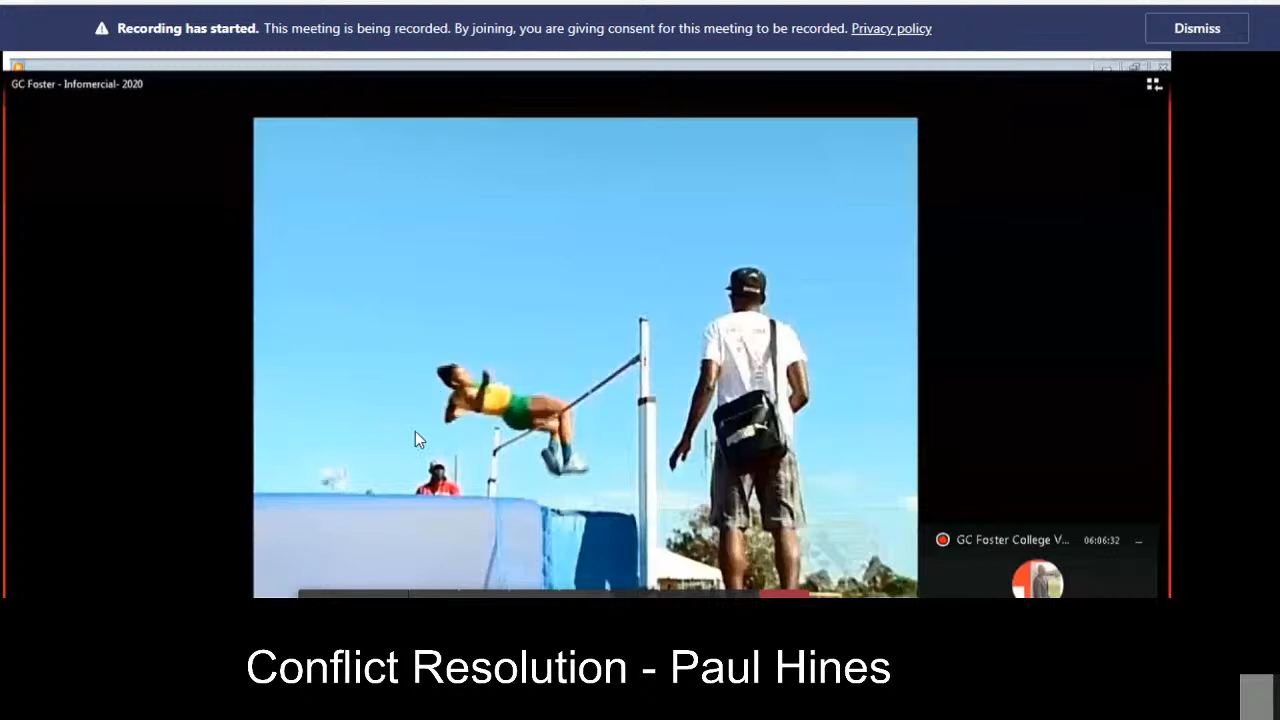 Recording has started. This meeting is being recorded. By joining, you are giving consent for this meeting to be recorded. Privacy policy Dismiss
GC Foster - Infomercial- 2020
GC Foster College V... 06:06:32
Conflict Resolution - Paul Hines